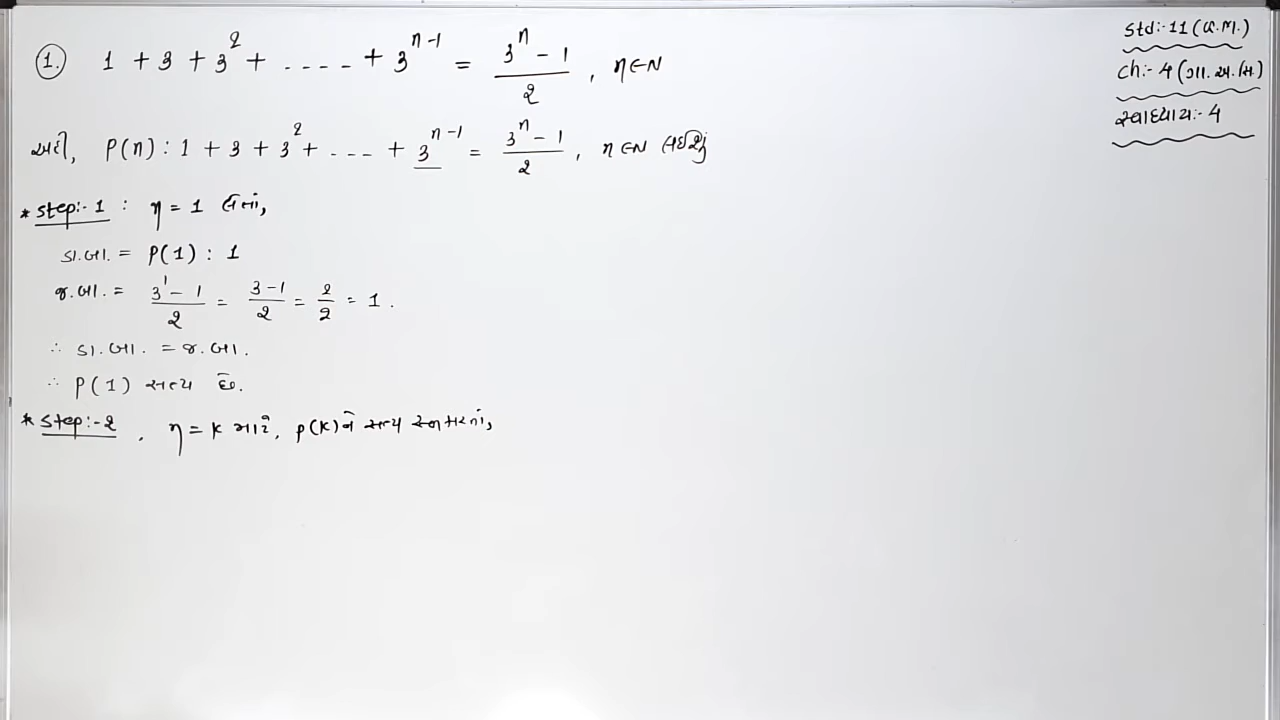 1. 1 + 3 + 3² + ..... + 3ⁿ⁻¹ = (3ⁿ - 1)/2 , n∈N
અહીં, P(n) : 1 + 3 + 3² + .... + 3ⁿ⁻¹ = (3ⁿ - 1)/2 , n∈N લઈશું
* Step:- 1 : n = 1 લેતાં,
ડા.બા. = P(1) : 1
જ.બા. = (3¹ - 1)/2 = (3-1)/2 = 2/2 = 1 .
∴ ડા.બા. = જ.બા.
∴ P(1) સત્ય છે.
* Step:-2 , n = k માટે, P(k) ને સત્ય
Std:- 11
Ch:- 4 (ગા.અ.સિ.)
સ્વાધ્યાય:- 4